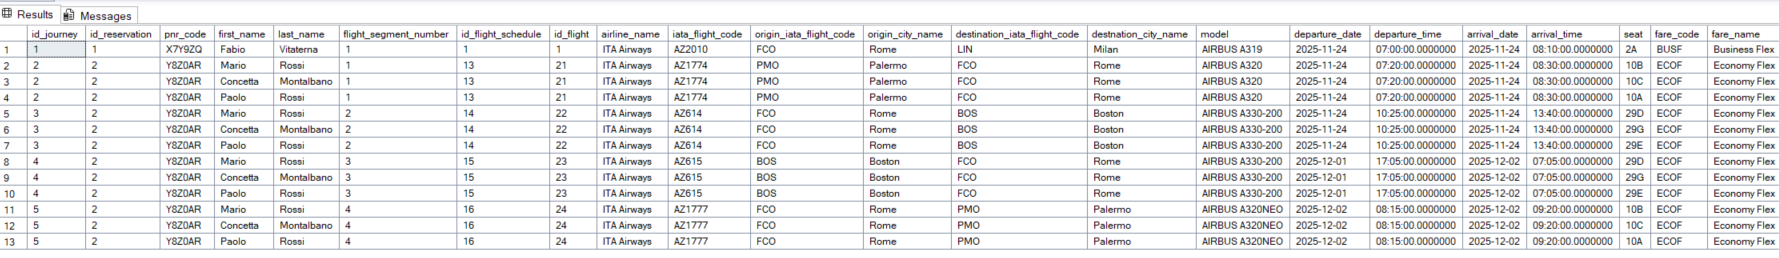 Results Messages
id_journey id_reservation pnr_code first_name last_name flight_segment_number id_flight_schedule id_flight airline_name iata_flight_code origin_iata_flight_code origin_city_name destination_iata_flight_code destnation_city_name model departure_date departure_time arrival_date arrival_time seat fare_code fare_name
1 1 1 X7Y9ZQ Fabio Vitaterna 1 1 1 ITA Airways AZ2010 FCO Rome LIN Milan AIRBUS A319 2025-11-24 07:00:00.0000000 2025-11-24 08:10:00.0000000 2A BUSF Business Flex
2 2 2 Y8Z0AR Mario Rossi 1 13 21 ITA Airways AZ1774 PMO Palermo FCO Rome AIRBUS A320 2025-11-24 07:20:00.0000000 2025-11-24 08:30:00.0000000 10B ECOF Economy Flex
3 2 2 Y8Z0AR Concetta Montalbano 1 13 21 ITA Airways AZ1774 PMO Palermo FCO Rome AIRBUS A320 2025-11-24 07:20:00.0000000 2025-11-24 08:30:00.0000000 10C ECOF Economy Flex
4 2 2 Y8Z0AR Paolo Rossi 1 13 21 ITA Airways AZ1774 PMO Palermo FCO Rome AIRBUS A320 2025-11-24 07:20:00.0000000 2025-11-24 08:30:00.0000000 10A ECOF Economy Flex
5 3 2 Y8Z0AR Mario Rossi 2 14 22 ITA Airways AZ614 FCO Rome BOS Boston AIRBUS A330-200 2025-11-24 10:25:00.0000000 2025-11-24 13:40:00.0000000 29D ECOF Economy Flex
6 3 2 Y8Z0AR Concetta Montalbano 2 14 22 ITA Airways AZ614 FCO Rome BOS Boston AIRBUS A330-200 2025-11-24 10:25:00.0000000 2025-11-24 13:40:00.0000000 29G ECOF Economy Flex
7 3 2 Y8Z0AR Paolo Rossi 2 14 22 ITA Airways AZ614 FCO Rome BOS Boston AIRBUS A330-200 2025-11-24 10:25:00.0000000 2025-11-24 13:40:00.0000000 29E ECOF Economy Flex
8 4 2 Y8Z0AR Mario Rossi 3 15 23 ITA Airways AZ615 BOS Boston FCO Rome AIRBUS A330-200 2025-12-01 17:05:00.0000000 2025-12-02 07:05:00.0000000 29D ECOF Economy Flex
9 4 2 Y8Z0AR Concetta Montalbano 3 15 23 ITA Airways AZ615 BOS Boston FCO Rome AIRBUS A330-200 2025-12-01 17:05:00.0000000 2025-12-02 07:05:00.0000000 29G ECOF Economy Flex
10 4 2 Y8Z0AR Paolo Rossi 3 15 23 ITA Airways AZ615 BOS Boston FCO Rome AIRBUS A330-200 2025-12-01 17:05:00.0000000 2025-12-02 07:05:00.0000000 29E ECOF Economy Flex
11 5 2 Y8Z0AR Mario Rossi 4 16 24 ITA Airways AZ1777 FCO Rome PMO Palermo AIRBUS A320NEO 2025-12-02 08:15:00.0000000 2025-12-02 09:20:00.0000000 10B ECOF Economy Flex
12 5 2 Y8Z0AR Concetta Montalbano 4 16 24 ITA Airways AZ1777 FCO Rome PMO Palermo AIRBUS A320NEO 2025-12-02 08:15:00.0000000 2025-12-02 09:20:00.0000000 10C ECOF Economy Flex
13 5 2 Y8Z0AR Paolo Rossi 4 16 24 ITA Airways AZ1777 FCO Rome PMO Palermo AIRBUS A320NEO 2025-12-02 08:15:00.0000000 2025-12-02 09:20:00.0000000 10A ECOF Economy Flex